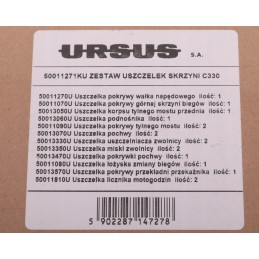 URSUS S.A.
50011271KU ZESTAW USZCZELEK SKRZYNI C330
50011270U Uszczelka pokrywy wałka napędowego ilość: 1
50011070U Uszczelka pokrywy górnej skrzyni biegów ilość: 1
50013050U Uszczelka korpsu tylnego mostu przednia ilość: 1
50013060U Uszczelka podnośnika ilość: 1
50011090U Uszczelka pokrywy tylnego mostu ilość: 2
50013070U Uszczelka pochwy ilość: 2
50013330U Uszczelka uszczelniacza zwolnicy ilość: 2
50013350U Uszczelka miski zwolnicy ilość: 2
50013470U Uszczelka pokrywki pochwy ilość: 1
50011080U Uszczelka łożyska zmiany biegów ilość: 1
50013570U Uszczelka pokrywy przekładni przekaźnika ilość: 1
50011810U Uszczelka licznika motogodzin ilość: 2
5 902287 147278